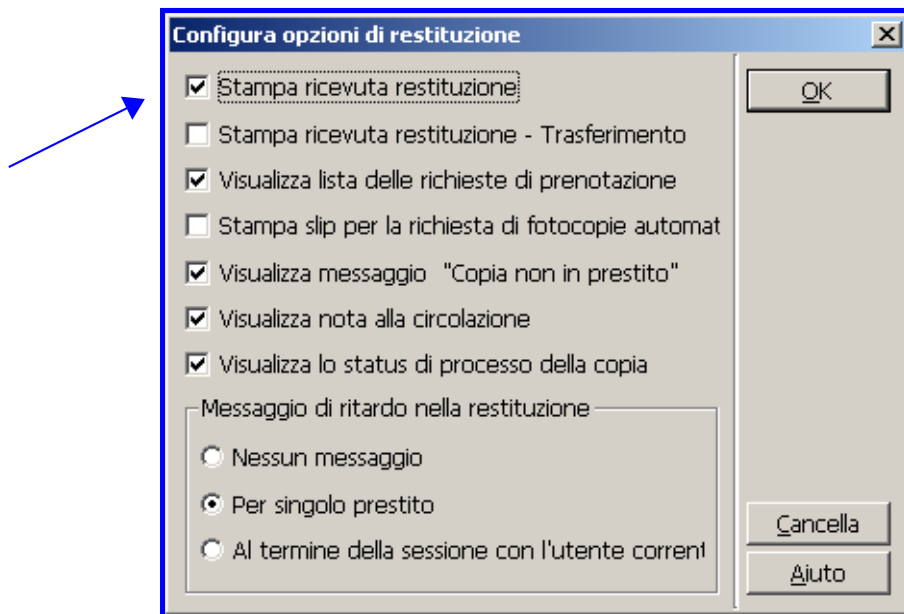 Configura opzioni di restituzione
Stampa ricevuta restituzione
OK
Stampa ricevuta restituzione - Trasferimento
Visualizza lista delle richieste di prenotazione
Stampa slip per la richiesta di fotocopie automat
Visualizza messaggio "Copia non in prestito"
Visualizza nota alla circolazione
Visualizza lo status di processo della copia
Messaggio di ritardo nella restituzione
Nessun messaggio
Per singolo prestito
Al termine della sessione con l'utente corrent
Cancella
Aiuto